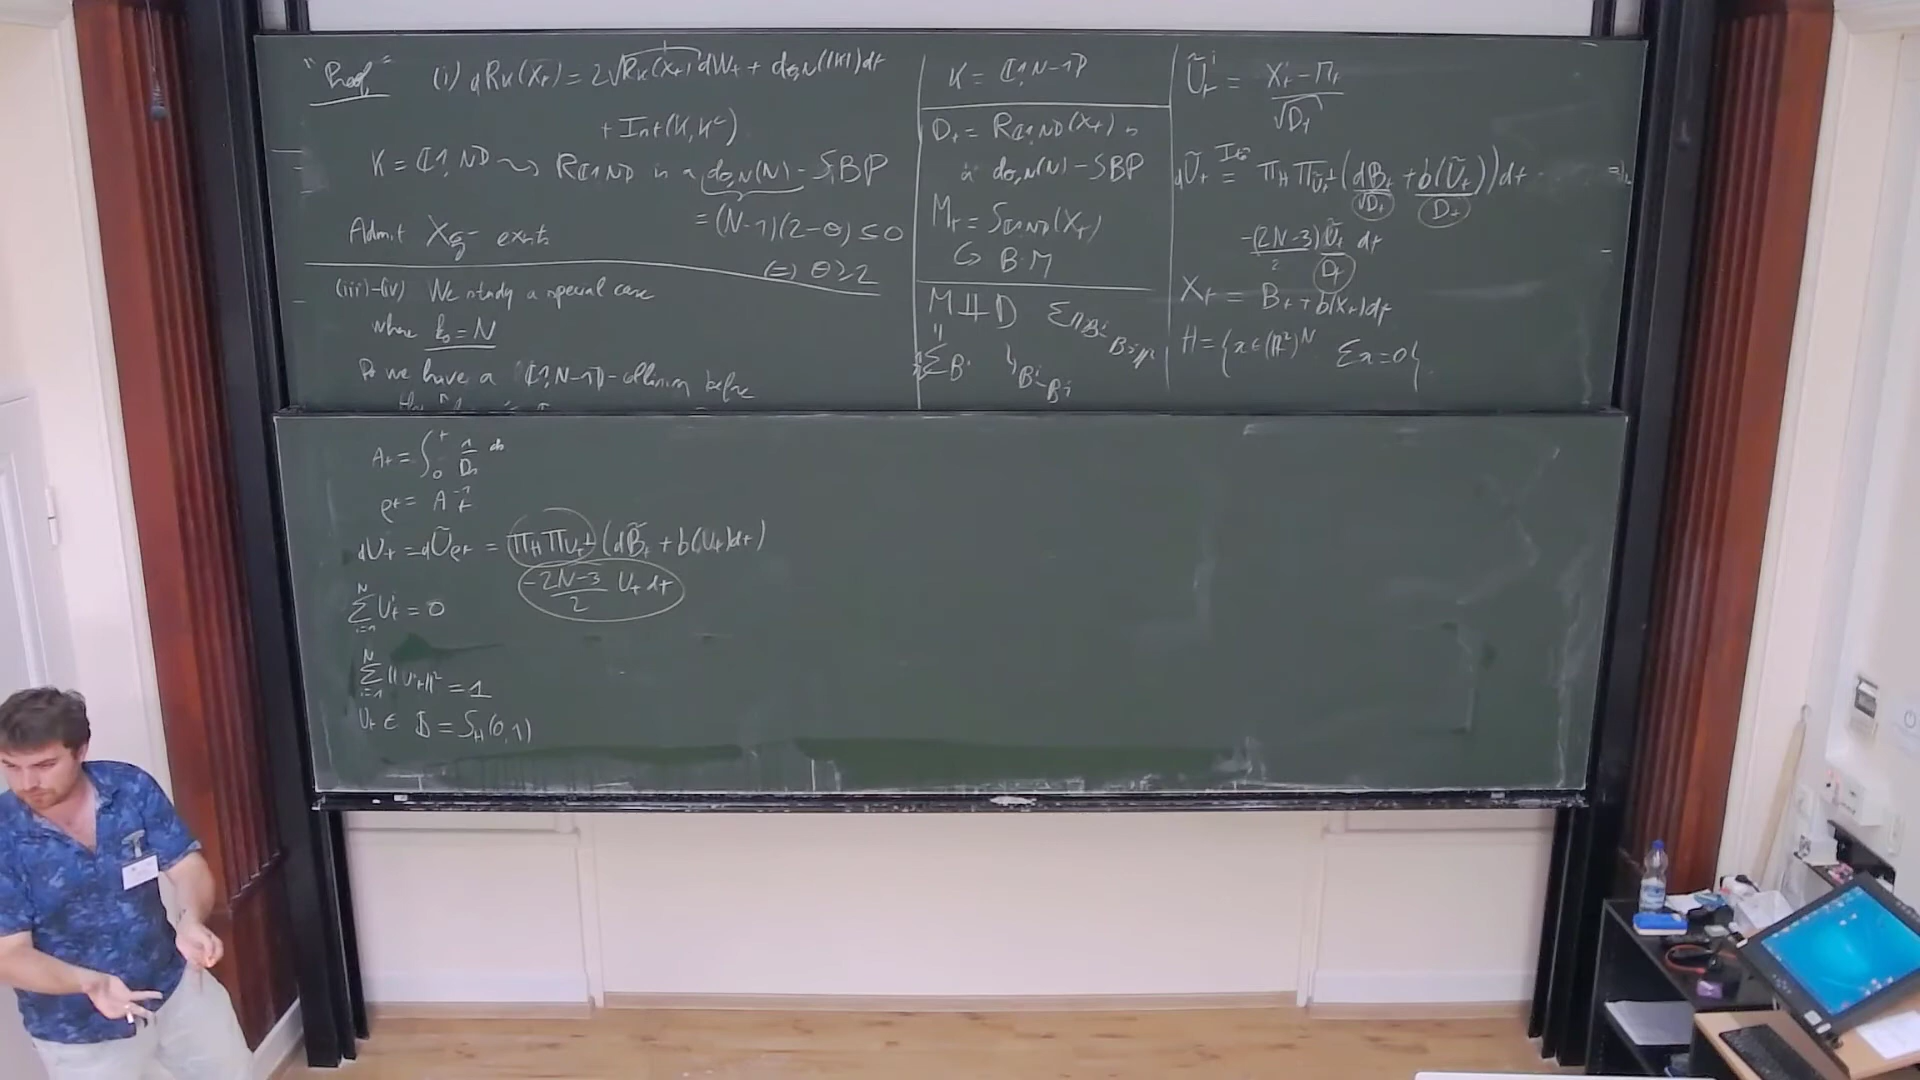 "Proof"
(i) dR_K(X_t) = 2√R_K(X_t) dW_t + d_{θ,N}(|K|)dt
+ Int(K,K^c)
K = ⟦1,N⟧ ⇝ R_{⟦1,N⟧} is a d_{θ,N}(N) - SBP
= (N-1)(2-θ) ≤ 0
Admit X_{ξ-} exists
⟺ θ ≥ 2
(iii)-(iv) We study a special case
where k_0 = N
So we have a ⟦1,N-1⟧-collision before
K = ⟦1,N-1⟧
D_t = R_{⟦1,N⟧}(X_t) is
a d_{θ,N}(N) - SBP
M_t = S_{⟦1,N⟧}(X_t)
↪ B.M
M ⫫ D
Σ B^i
B^i-B^j
Ũ_t^i = (X_t^i - M_t)/√D_t
dŨ_t =^{Itô} Π_H Π_{Ũ_t^⊥} (dB_t/√D_t + b(Ũ_t)/D_t) dt
-(2N-3)/2 Ũ_t/D_t dt
X_t = B_t + b(X_t)dt
H = {x ∈ (ℝ^2)^N Σx = 0}
A_t = ∫_0^t 1/D_s ds
ρ_t = A_t^{-1}
dU_t = dŨ_{ρ_t} = Π_H Π_{U_t^⊥} (dB̃_t + b(U_t)dt)
-(2N-3)/2 U_t dt
Σ_{i=1}^N U_t^i = 0
Σ_{i=1}^N ||U_t^i||^2 = 1
U_t ∈ 𝕊 = S_H(0,1)